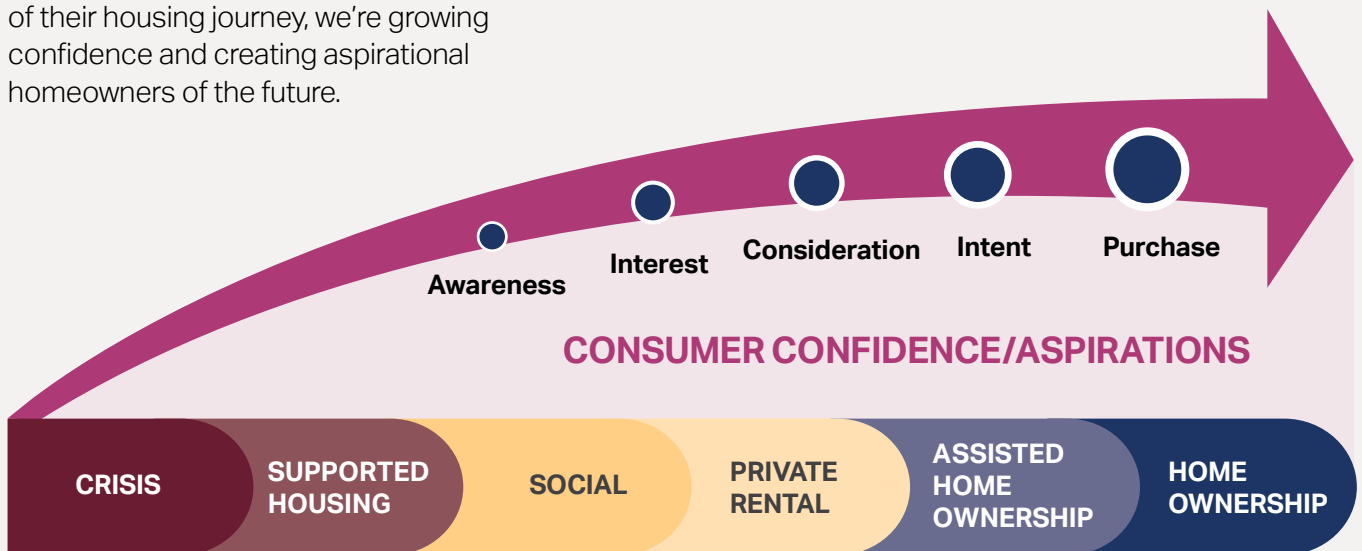 of their housing journey, we’re growing
confidence and creating aspirational
homeowners of the future.
Awareness
Interest
Consideration
Intent
Purchase
CONSUMER CONFIDENCE/ASPIRATIONS
CRISIS
SUPPORTED
HOUSING
SOCIAL
PRIVATE
RENTAL
ASSISTED
HOME
OWNERSHIP
HOME
OWNERSHIP